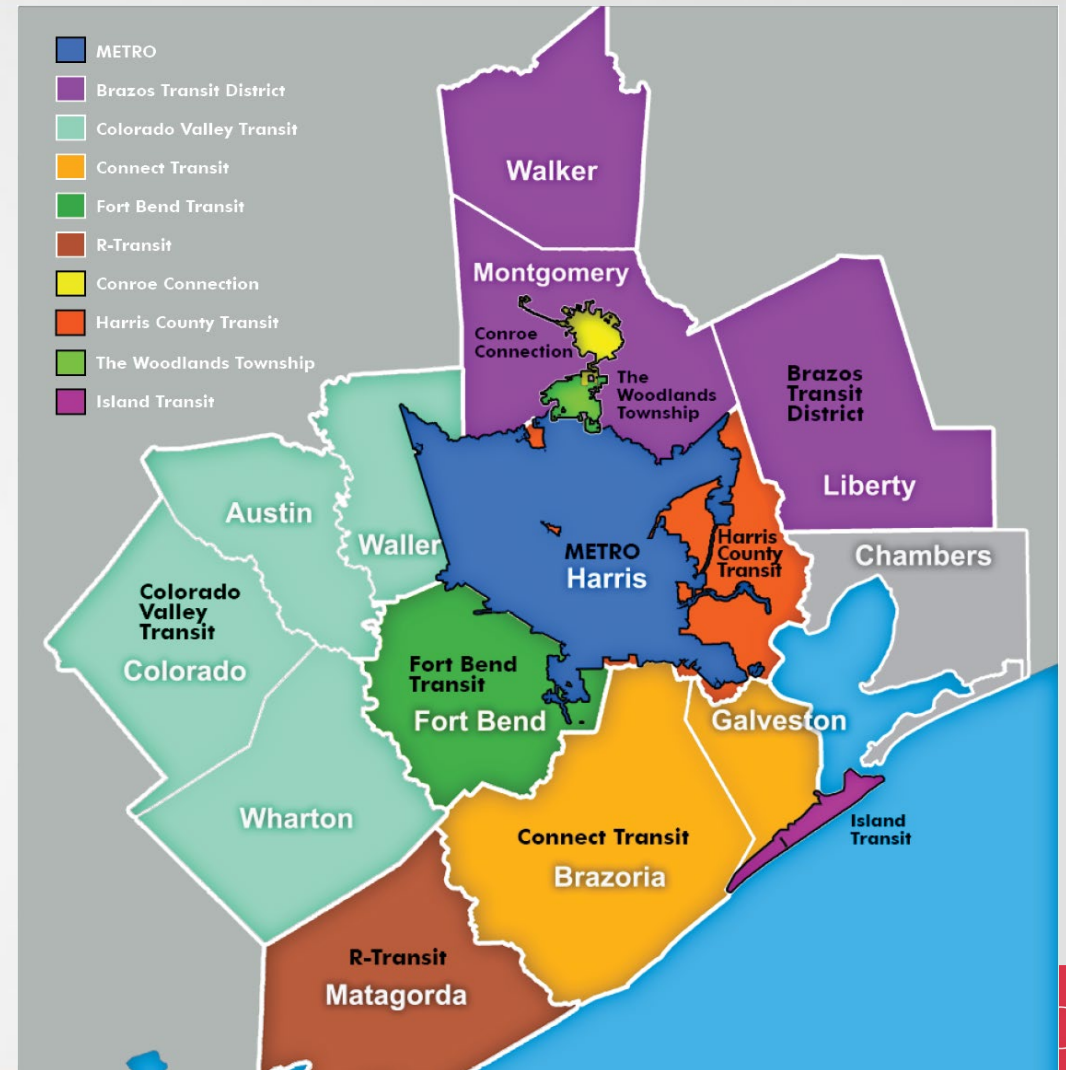 METRO
Brazos Transit District
Colorado Valley Transit
Connect Transit
Fort Bend Transit
R-Transit
Conroe Connection
Harris County Transit
The Woodlands Township
Island Transit
Walker
Montgomery
Conroe
Connection
The
Woodlands
Township
Brazos
Transit
District
Liberty
Austin
Waller
METRO
Harris
Harris
County
Transit
Chambers
Colorado
Valley
Transit
Colorado
Fort Bend
Transit
Fort Bend
Galveston
Wharton
Connect Transit
Brazoria
Island
Transit
R-Transit
Matagorda